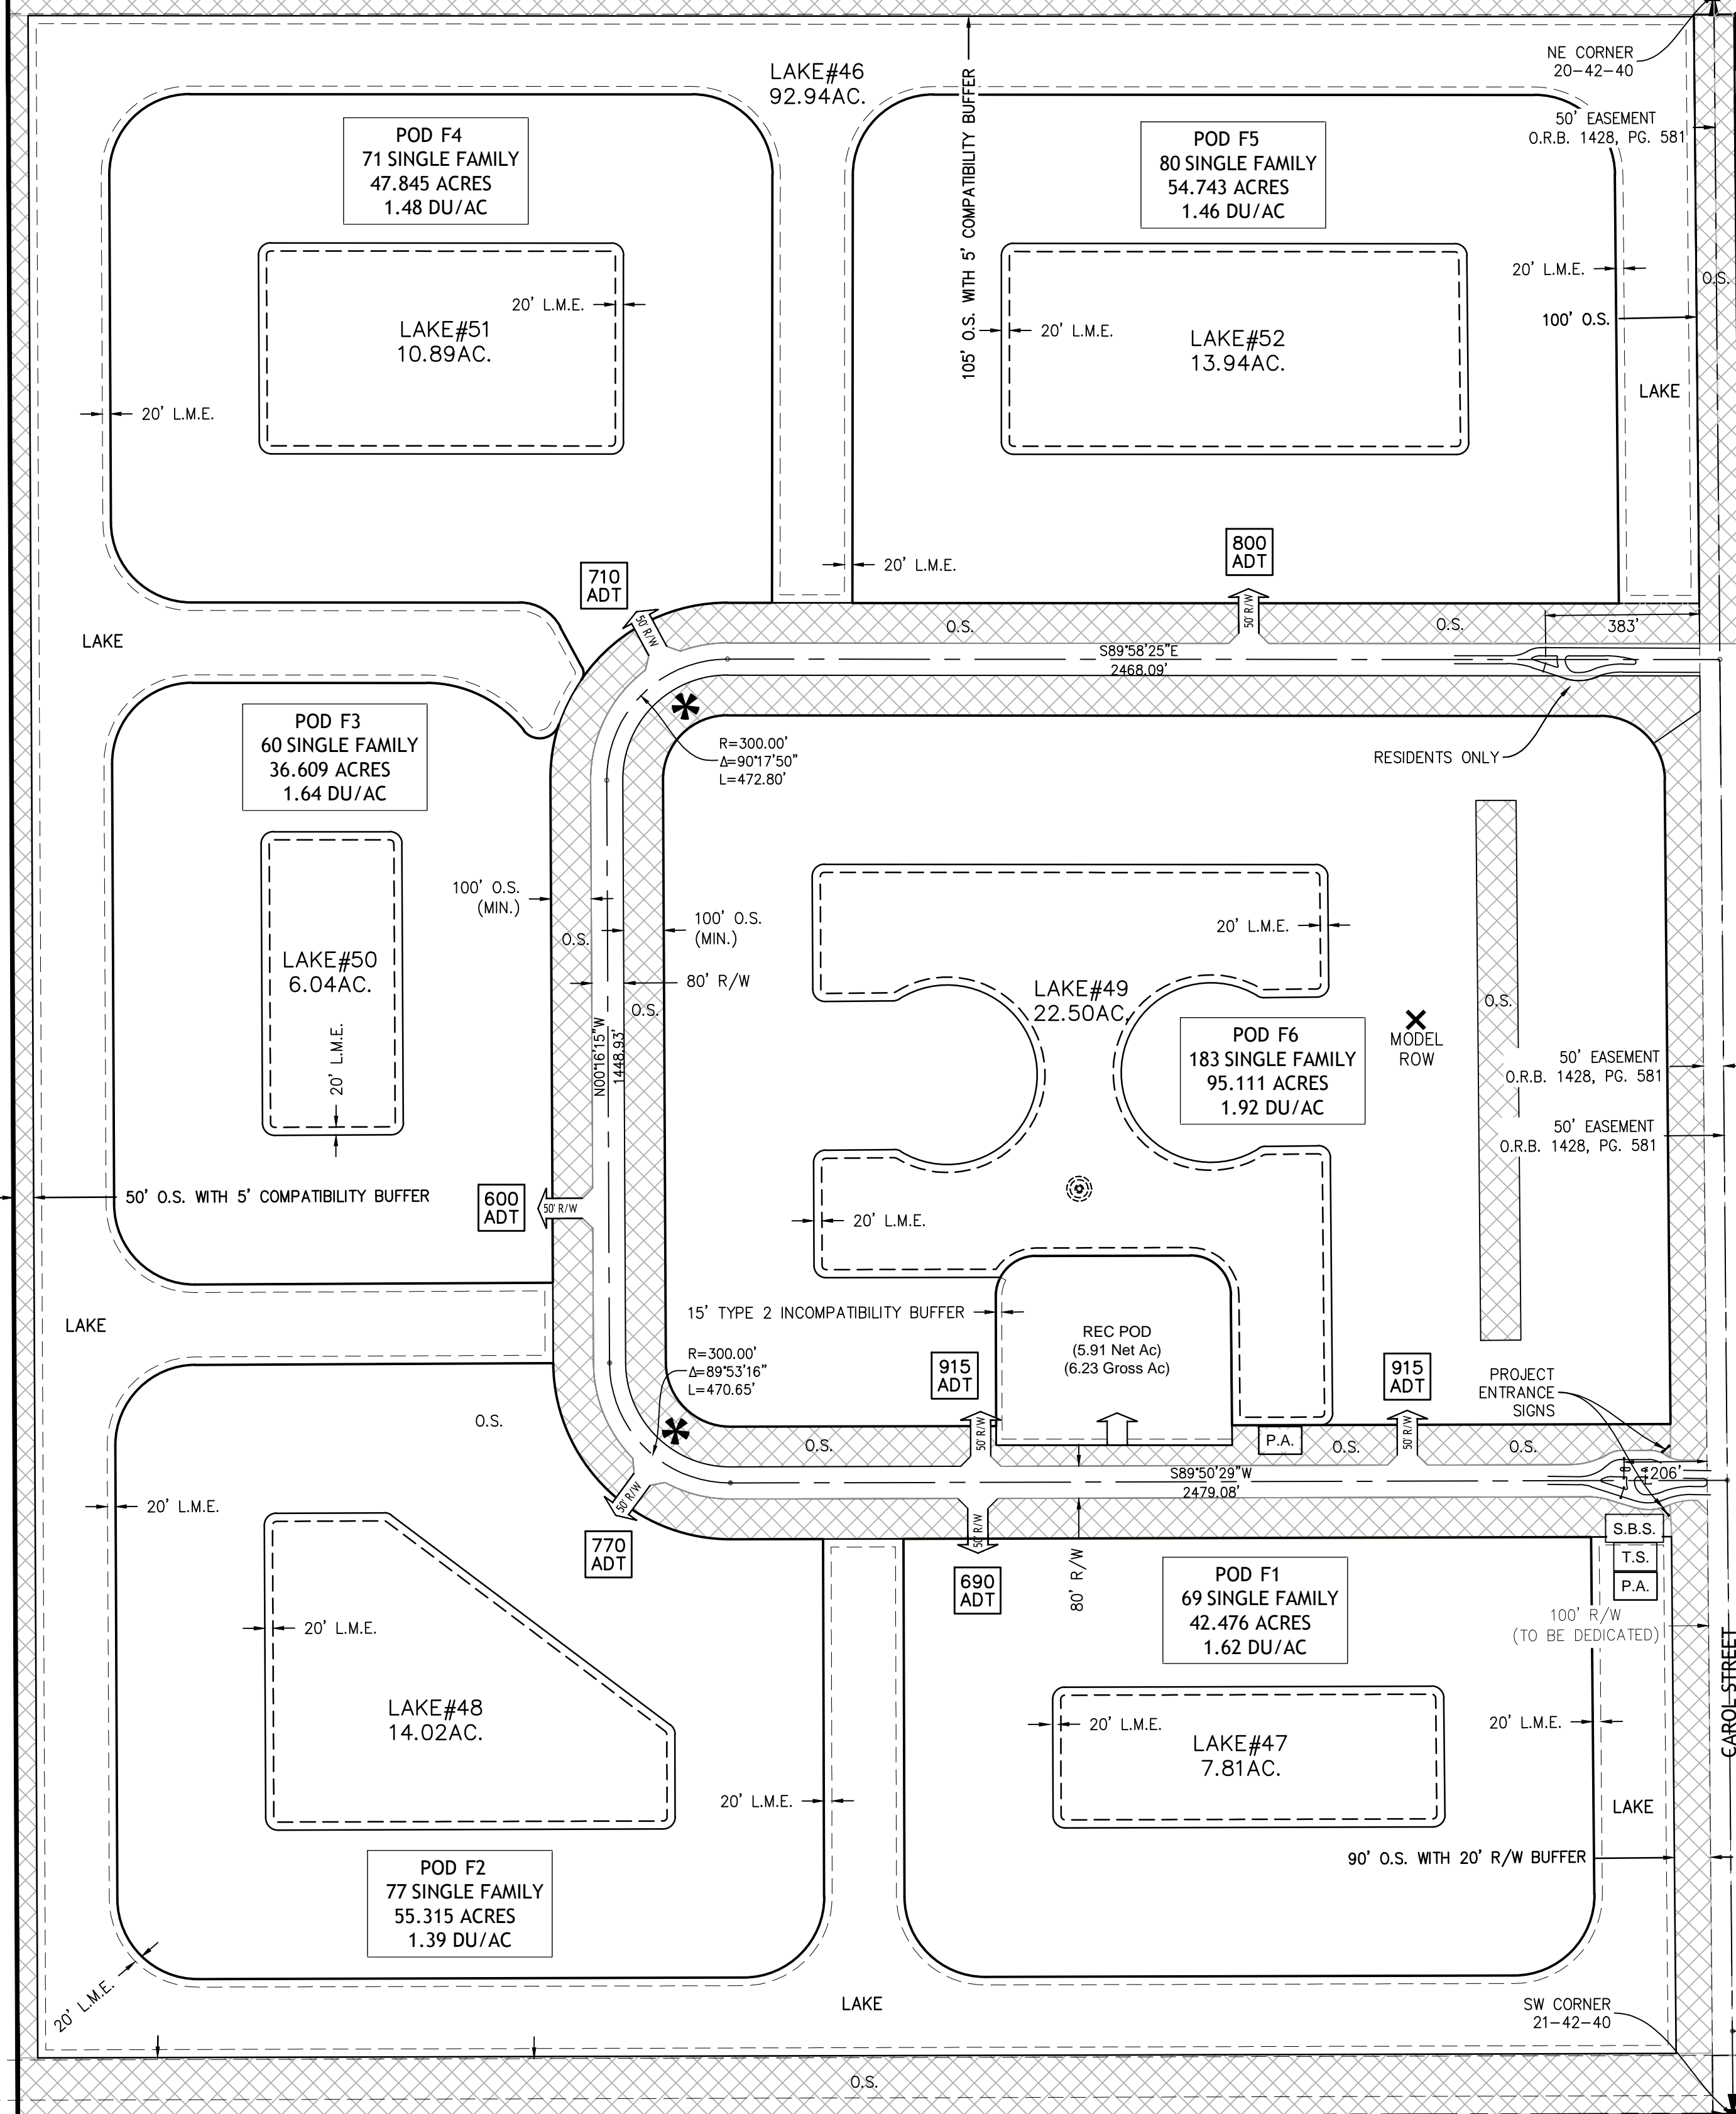 LAKE#46
92.94AC.
105' O.S. WITH 5' COMPATIBILITY BUFFER
NE CORNER
20-42-40
50' EASEMENT
O.R.B. 1428, PG. 581
POD F4
71 SINGLE FAMILY
47.845 ACRES
1.48 DU/AC
POD F5
80 SINGLE FAMILY
54.743 ACRES
1.46 DU/AC
20' L.M.E.
O.S.
100' O.S.
20' L.M.E.
LAKE#51
10.89AC.
20' L.M.E.
LAKE#52
13.94AC.
LAKE
20' L.M.E.
20' L.M.E.
800
ADT
710
ADT
50' R/W
50' R/W
O.S.
O.S.
383'
LAKE
S89°58'25"E
2468.09'
POD F3
60 SINGLE FAMILY
36.609 ACRES
1.64 DU/AC
R=300.00'
Δ=90°17'50"
L=472.80'
RESIDENTS ONLY
100' O.S.
(MIN.)
100' O.S.
(MIN.)
20' L.M.E.
O.S.
LAKE#50
6.04AC.
80' R/W
LAKE#49
22.50AC.
O.S.
O.S.
20' L.M.E.
N00°16'15"W
1448.93'
POD F6
183 SINGLE FAMILY
95.111 ACRES
1.92 DU/AC
MODEL
ROW
50' EASEMENT
O.R.B. 1428, PG. 581
50' EASEMENT
O.R.B. 1428, PG. 581
50' O.S. WITH 5' COMPATIBILITY BUFFER
600
ADT
50' R/W
20' L.M.E.
LAKE
15' TYPE 2 INCOMPATIBILITY BUFFER
REC POD
(5.91 Net Ac)
(6.23 Gross Ac)
R=300.00'
Δ=89°53'16"
L=470.65'
915
ADT
915
ADT
PROJECT
ENTRANCE
SIGNS
O.S.
O.S.
50' R/W
P.A.
O.S.
50' R/W
O.S.
S89°50'29"W
2479.08'
206'
20' L.M.E.
50' R/W
770
ADT
50' R/W
690
ADT
80' R/W
S.B.S.
T.S.
P.A.
POD F1
69 SINGLE FAMILY
42.476 ACRES
1.62 DU/AC
100' R/W
(TO BE DEDICATED)
CAROL STREET
20' L.M.E.
LAKE#48
14.02AC.
20' L.M.E.
LAKE#47
7.81AC.
20' L.M.E.
20' L.M.E.
LAKE
90' O.S. WITH 20' R/W BUFFER
POD F2
77 SINGLE FAMILY
55.315 ACRES
1.39 DU/AC
20' L.M.E.
LAKE
SW CORNER
21-42-40
O.S.